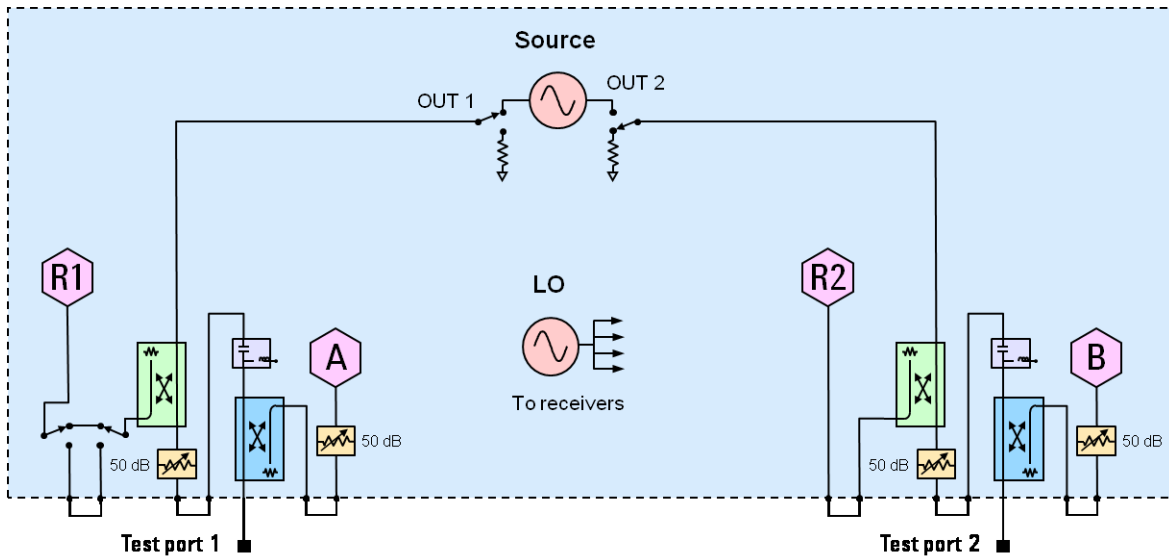 Source
OUT 1
OUT 2
R1
LO
R2
A
B
To receivers
50 dB
50 dB
50 dB
50 dB
Test port 1
Test port 2